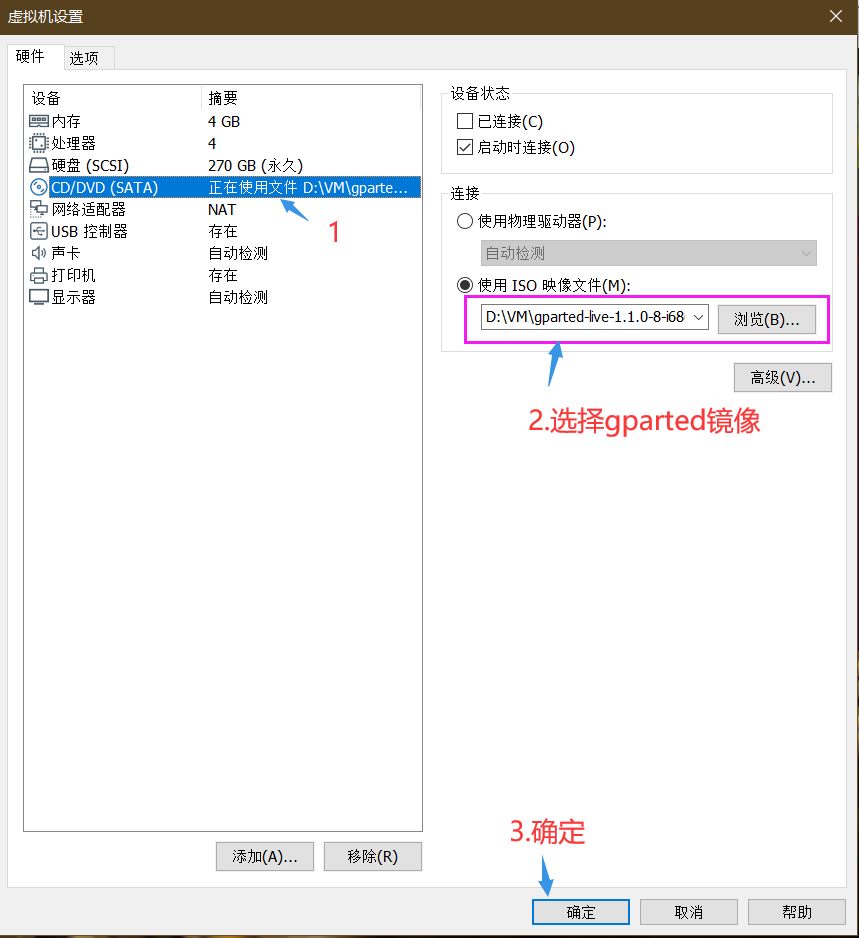 虚拟机设置
硬件 选项
设备 摘要
内存 4 GB
处理器 4
硬盘 (SCSI) 270 GB (永久)
CD/DVD (SATA) 正在使用文件 D:\VM\gparte...
网络适配器 NAT
USB 控制器 存在
声卡 自动检测
打印机 存在
显示器 自动检测
1
添加(A)... 移除(R)
设备状态
已连接(C)
启动时连接(O)
连接
使用物理驱动器(P):
自动检测
使用 ISO 映像文件(M):
D:\VM\gparted-live-1.1.0-8-i68 浏览(B)...
高级(V)...
2.选择gparted镜像
3.确定
确定 取消 帮助